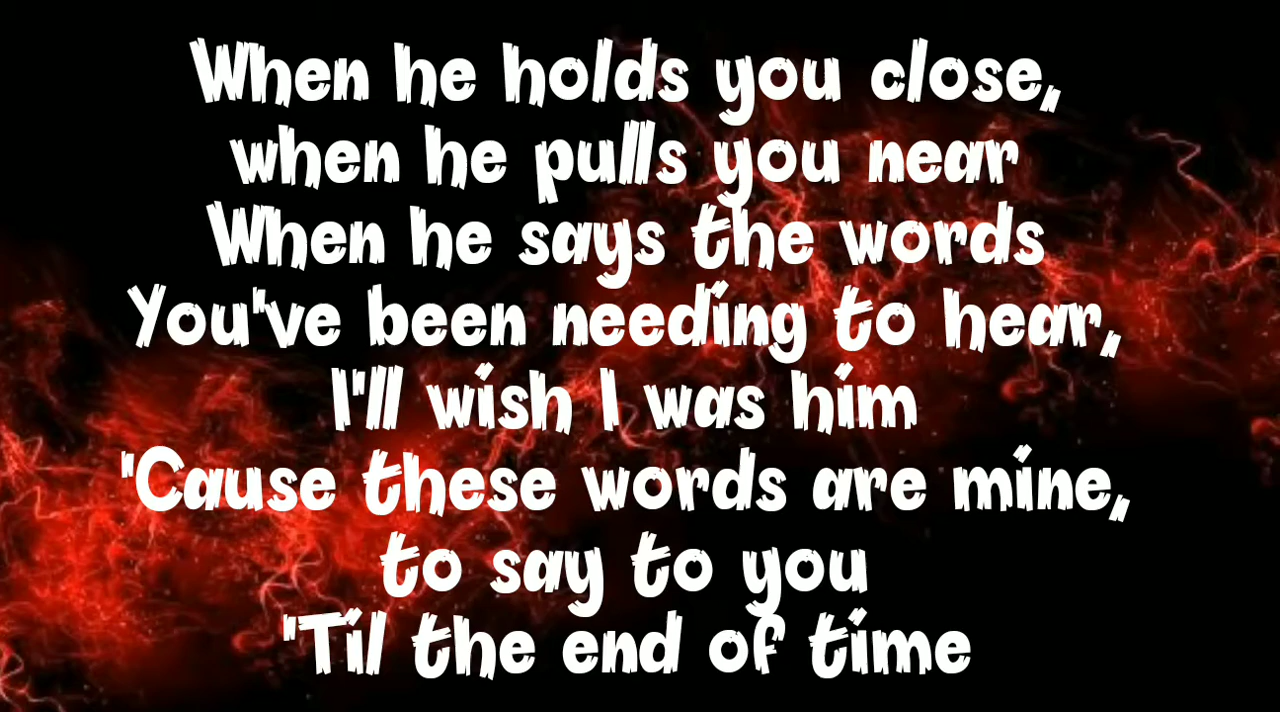 When he holds you close,
when he pulls you near
When he says the words
You've been needing to hear,
I'll wish I was him
'Cause these words are mine,
to say to you
'Til the end of time